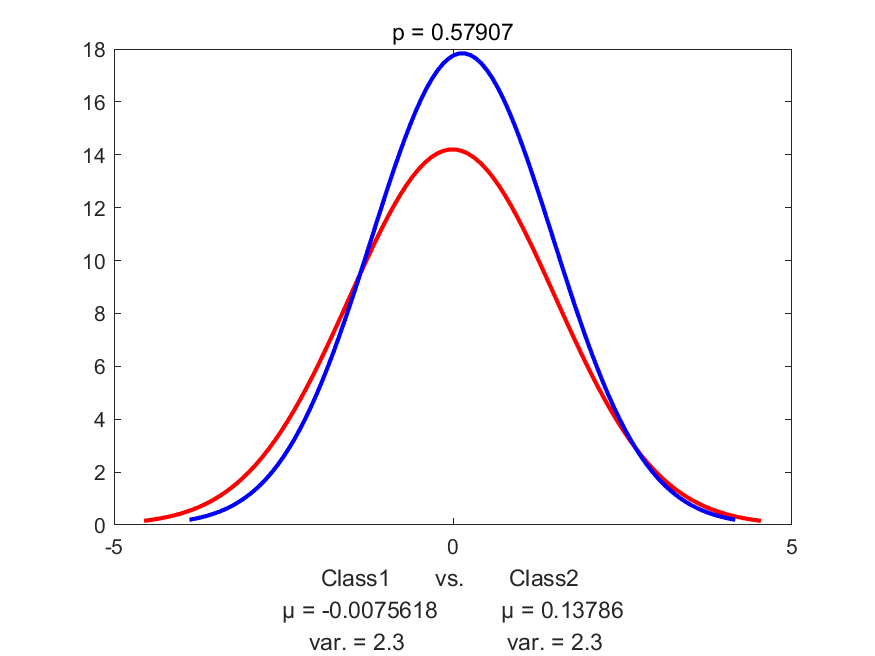 p = 0.57907
18
16
14
12
10
8
6
4
2
0
-5 0 5
Class1 vs. Class2
μ = -0.0075618 μ = 0.13786
var. = 2.3 var. = 2.3